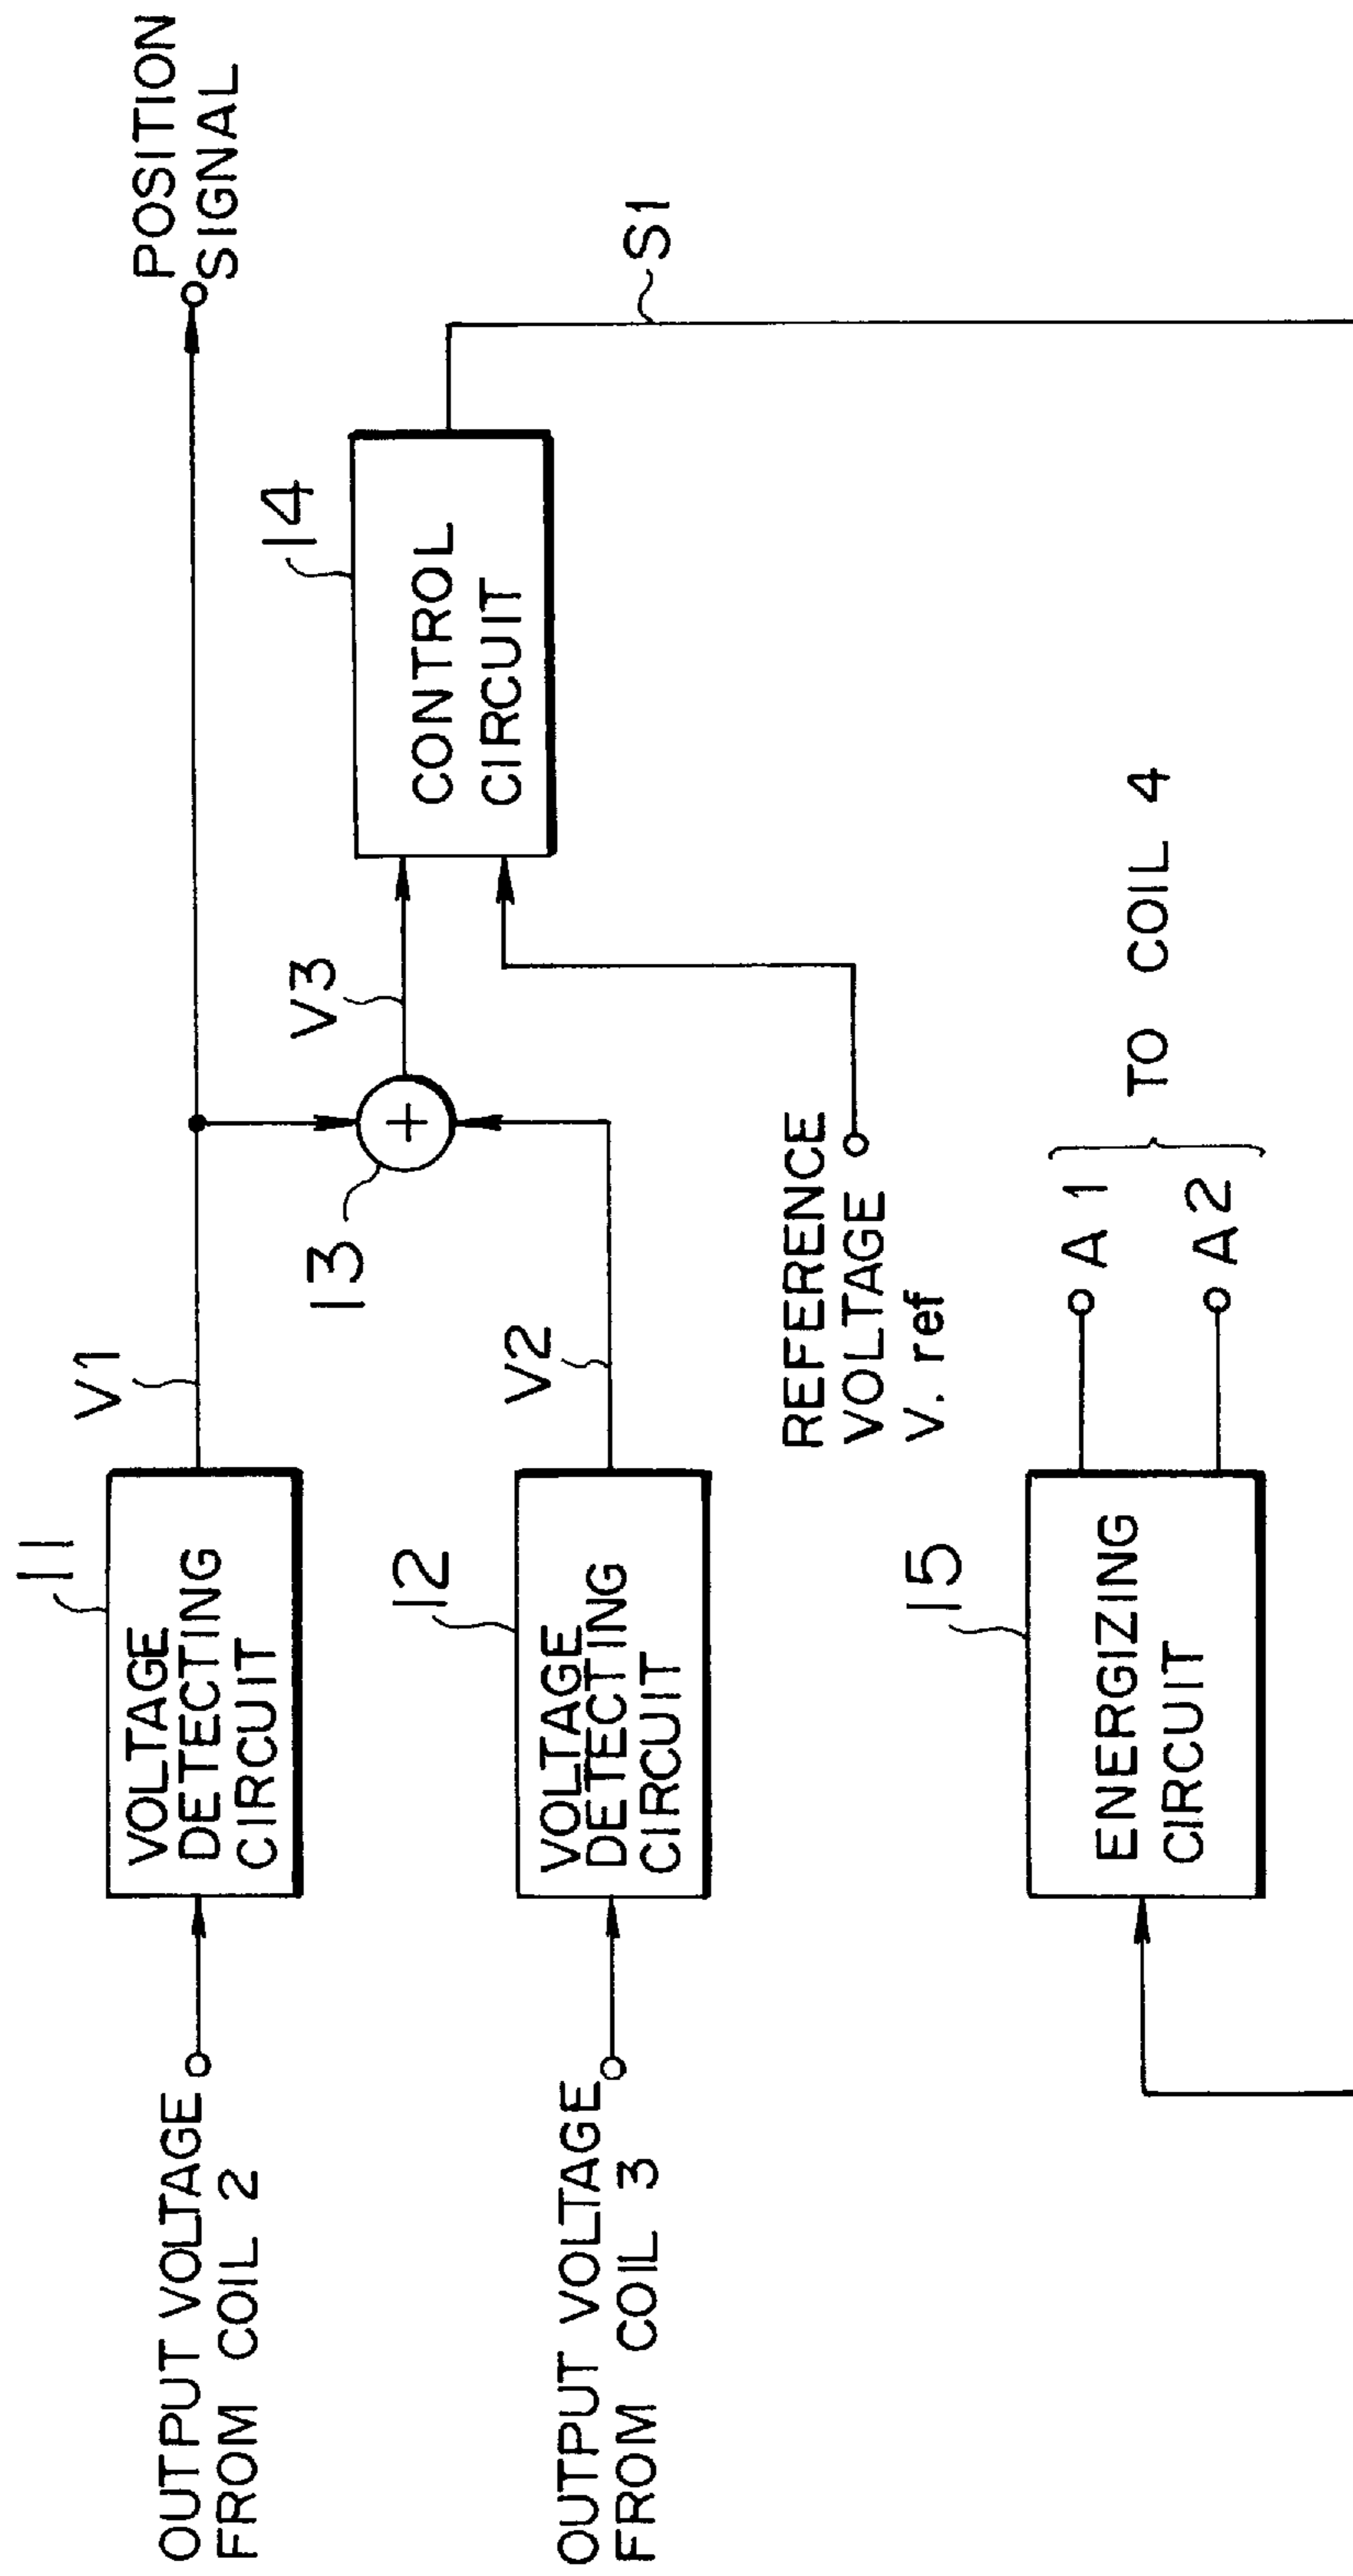 OUTPUT VOLTAGE
FROM COIL 2
11
VOLTAGE
DETECTING
CIRCUIT
V1
POSITION
SIGNAL
13
+
V3
14
CONTROL
CIRCUIT
S1
OUTPUT VOLTAGE
FROM COIL 3
12
VOLTAGE
DETECTING
CIRCUIT
V2
REFERENCE
VOLTAGE
V. ref
15
ENERGIZING
CIRCUIT
A1
A2
TO COIL 4